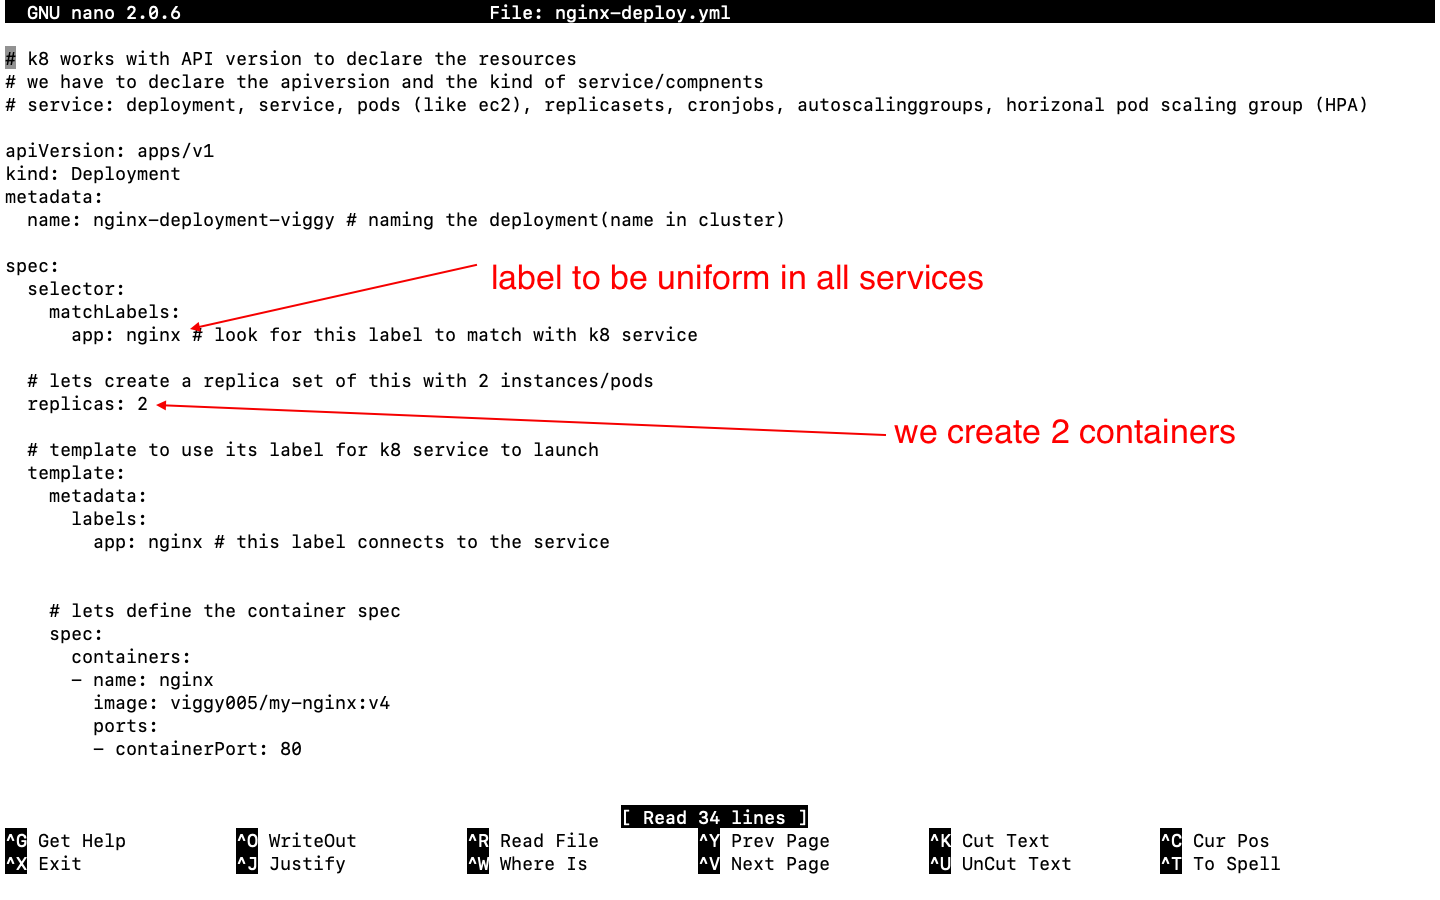 GNU nano 2.0.6 File: nginx-deploy.yml
# k8 works with API version to declare the resources
# we have to declare the apiversion and the kind of service/compnents
# service: deployment, service, pods (like ec2), replicasets, cronjobs, autoscalinggroups, horizonal pod scaling group (HPA)
apiVersion: apps/v1
kind: Deployment
metadata:
name: nginx-deployment-viggy # naming the deployment(name in cluster)
spec:
label to be uniform in all services
selector:
matchLabels:
app: nginx # look for this label to match with k8 service
# lets create a replica set of this with 2 instances/pods
replicas: 2
we create 2 containers
# template to use its label for k8 service to launch
template:
metadata:
labels:
app: nginx # this label connects to the service
# lets define the container spec
spec:
containers:
- name: nginx
image: viggy005/my-nginx:v4
ports:
- containerPort: 80
[ Read 34 lines ]
^G Get Help ^O WriteOut ^R Read File ^Y Prev Page ^K Cut Text ^C Cur Pos
^X Exit ^J Justify ^W Where Is ^V Next Page ^U UnCut Text ^T To Spell